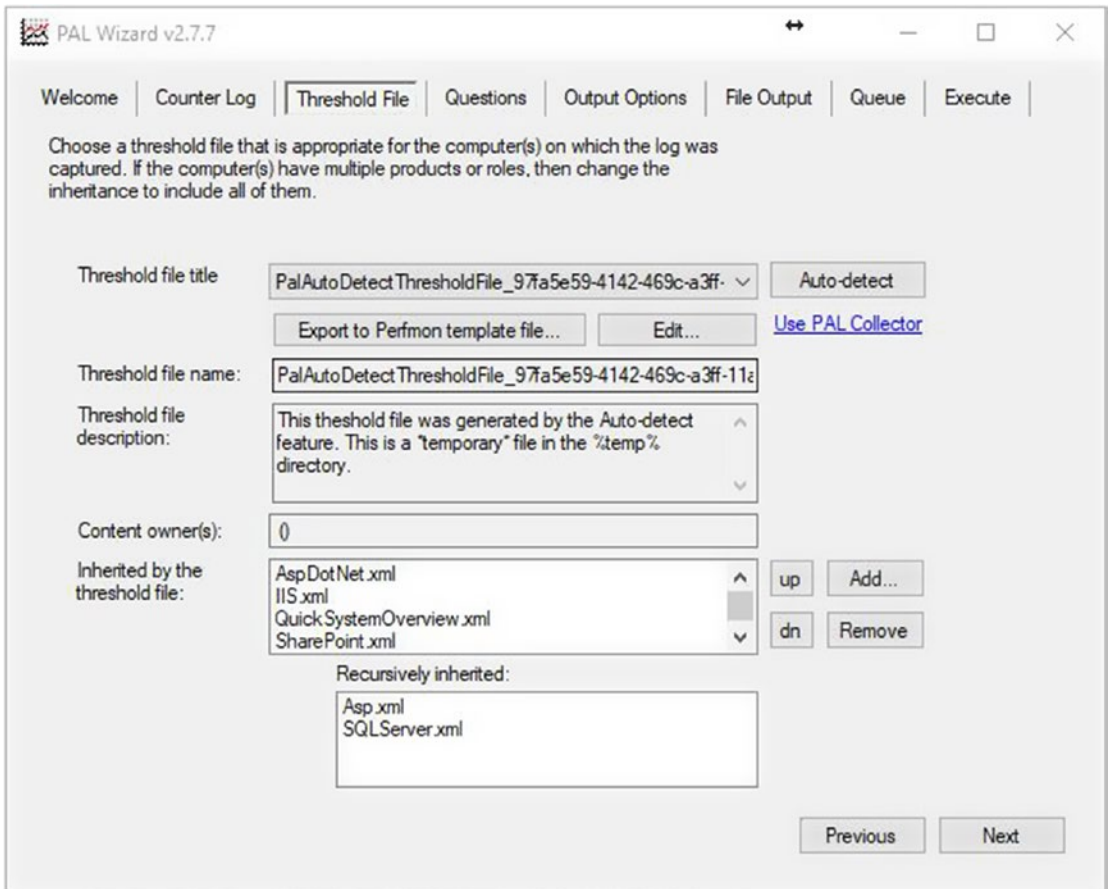 PAL Wizard v2.7.7
Welcome
Counter Log
Threshold File
Questions
Output Options
File Output
Queue
Execute
Choose a threshold file that is appropriate for the computer(s) on which the log was
captured. If the computer(s) have multiple products or roles, then change the
inheritance to include all of them.
Threshold file title
PalAutoDetectThresholdFile_97fa5e59-4142-469c-a3ff-
Auto-detect
Export to Perfmon template file...
Edit...
Use PAL Collector
Threshold file name:
PalAutoDetectThresholdFile_97fa5e59-4142-469c-a3ff-11a
Threshold file
description:
This theshold file was generated by the Auto-detect
feature. This is a "temporary" file in the %temp%
directory.
Content owner(s):
()
Inherited by the
threshold file:
AspDotNet.xml
IIS.xml
QuickSystemOverview.xml
SharePoint.xml
up
Add...
dn
Remove
Recursively inherited:
Asp.xml
SQLServer.xml
Previous
Next